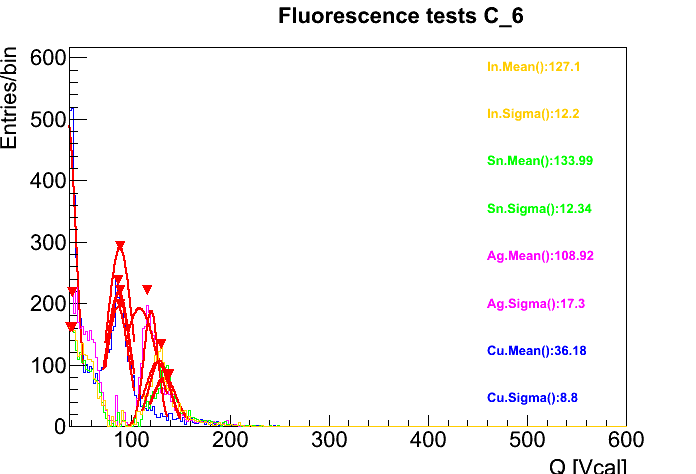 Fluorescence tests C_6
Entries/bin
600
500
400
300
200
100
0
In.Mean():127.1
In.Sigma():12.2
Sn.Mean():133.99
Sn.Sigma():12.34
Ag.Mean():108.92
Ag.Sigma():17.3
Cu.Mean():36.18
Cu.Sigma():8.8
100 200 300 400 500 600
Q [Vcal]